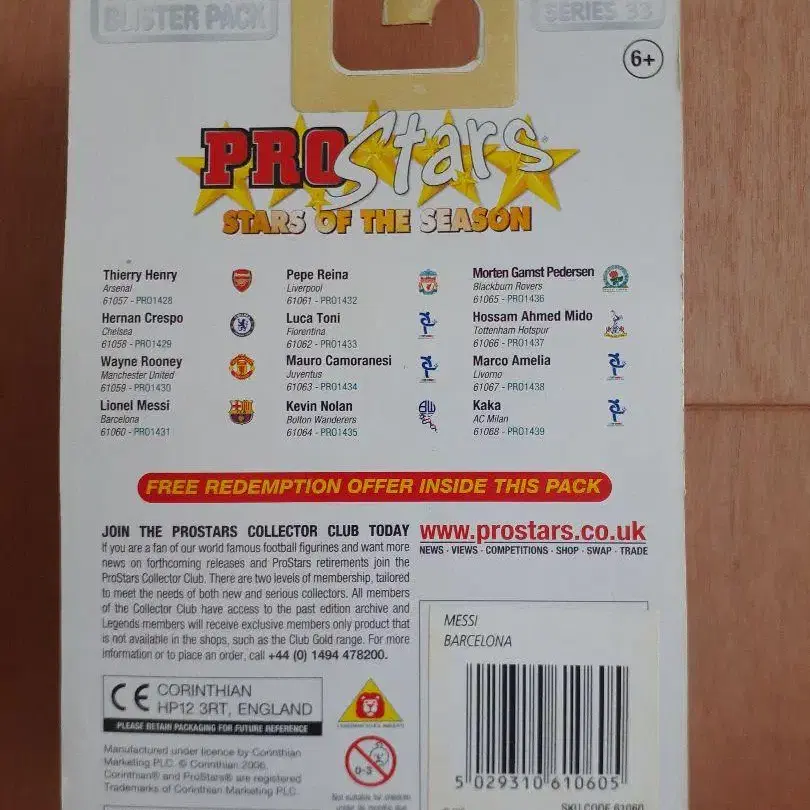 BLISTER PACK
SERIES 33
6+
PROStars
STARS OF THE SEASON
Thierry Henry
Arsenal
61057 - PRO1428
Hernan Crespo
Chelsea
61058 - PRO1429
Wayne Rooney
Manchester United
61059 - PRO1430
Lionel Messi
Barcelona
61060 - PRO1431
Pepe Reina
Liverpool
61061 - PRO1432
Luca Toni
Fiorentina
61062 - PRO1433
Mauro Camoranesi
Juventus
61063 - PRO1434
Kevin Nolan
Bolton Wanderers
61064 - PRO1435
Morten Gamst Pedersen
Blackburn Rovers
61065 - PRO1436
Hossam Ahmed Mido
Tottenham Hotspur
61066 - PRO1437
Marco Amelia
Livorno
61067 - PRO1438
Kaka
AC Milan
61068 - PRO1439
FREE REDEMPTION OFFER INSIDE THIS PACK
JOIN THE PROSTARS COLLECTOR CLUB TODAY
If you are a fan of our world famous football figurines and want more
news on forthcoming releases and ProStars retirements join the
ProStars Collector Club. There are two levels of membership, tailored
to meet the needs of both new and serious collectors. All members
of the Collector Club have access to the past edition archive and
Legends members will receive exclusive members only product that
is not available in the shops, such as the Club Gold range. For more
information or to place an order, call +44 (0) 1494 478200.
www.prostars.co.uk
NEWS · VIEWS · COMPETITIONS · SHOP · SWAP · TRADE
MESSI
BARCELONA
5 029310 610605
SKU CODE 61060
CE CORINTHIAN
HP12 3RT, ENGLAND
PLEASE RETAIN PACKAGING FOR FUTURE REFERENCE
Manufactured under licence by Corinthian
Marketing PLC. © Corinthian 2006.
Corinthian® and ProStars® are registered
Trademarks of Corinthian Marketing PLC.
0-3
Not suitable for children